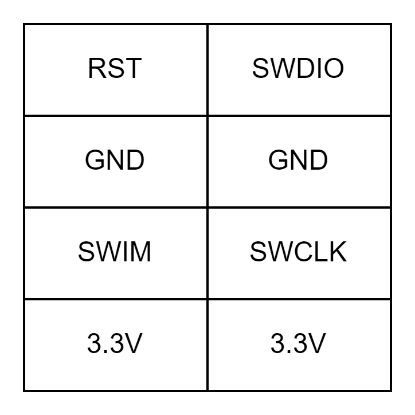 RST SWDIO
GND GND
SWIM SWCLK
3.3V 3.3V